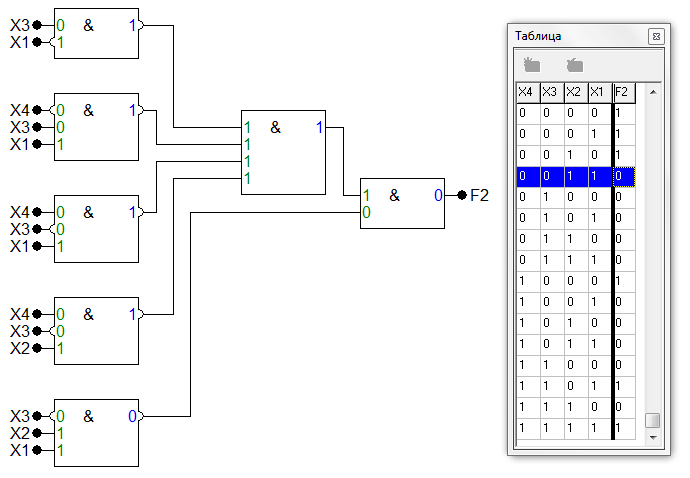 X3 0 & 1
X1 1
X4 0 & 1
X3 0
X1 1
X4 0 & 1
X3 0
X1 1
X4 0 & 1
X3 0
X2 1
X3 0 & 0
X2 1
X1 1
1 & 1
1
1
1
1 & 0 F2
0
Таблица
X4 X3 X2 X1 F2
0 0 0 0 1
0 0 0 1 1
0 0 1 0 1
0 0 1 1 0
0 1 0 0 0
0 1 0 1 0
0 1 1 0 0
0 1 1 1 0
1 0 0 0 1
1 0 0 1 0
1 0 1 0 0
1 0 1 1 0
1 1 0 0 0
1 1 0 1 1
1 1 1 0 0
1 1 1 1 1